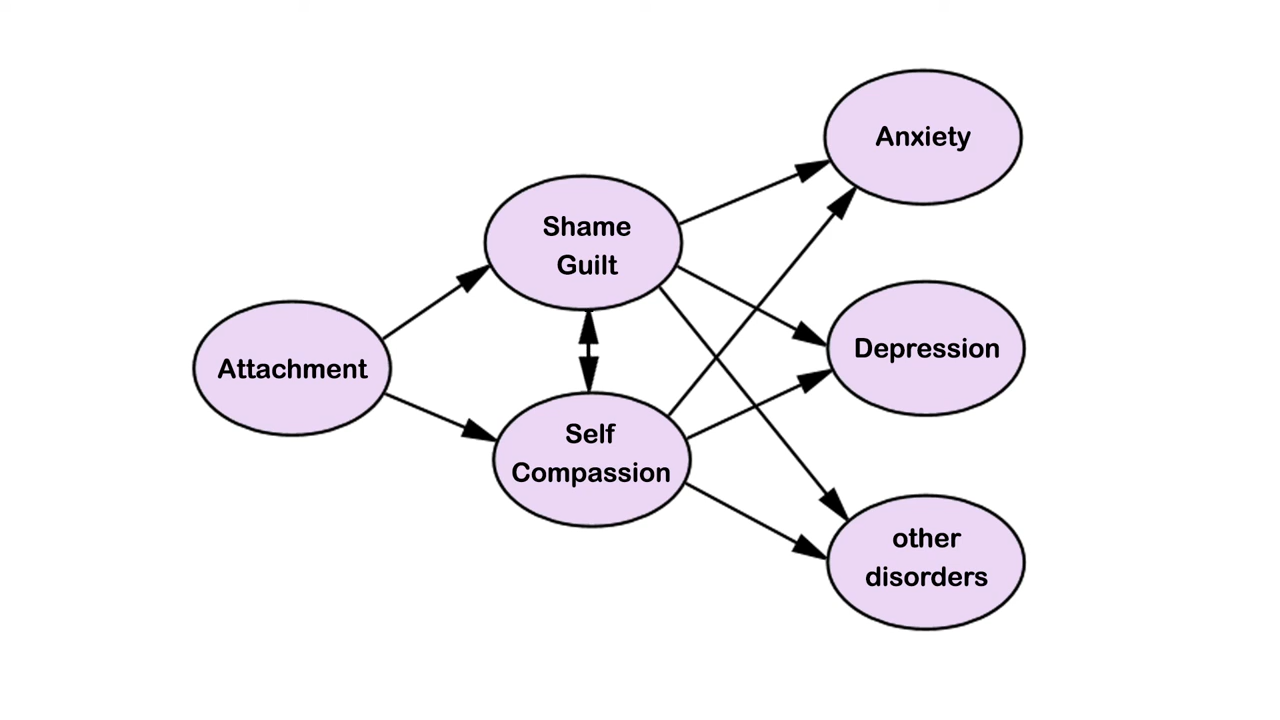 Anxiety
Shame
Guilt
Depression
Attachment
Self
Compassion
other
disorders